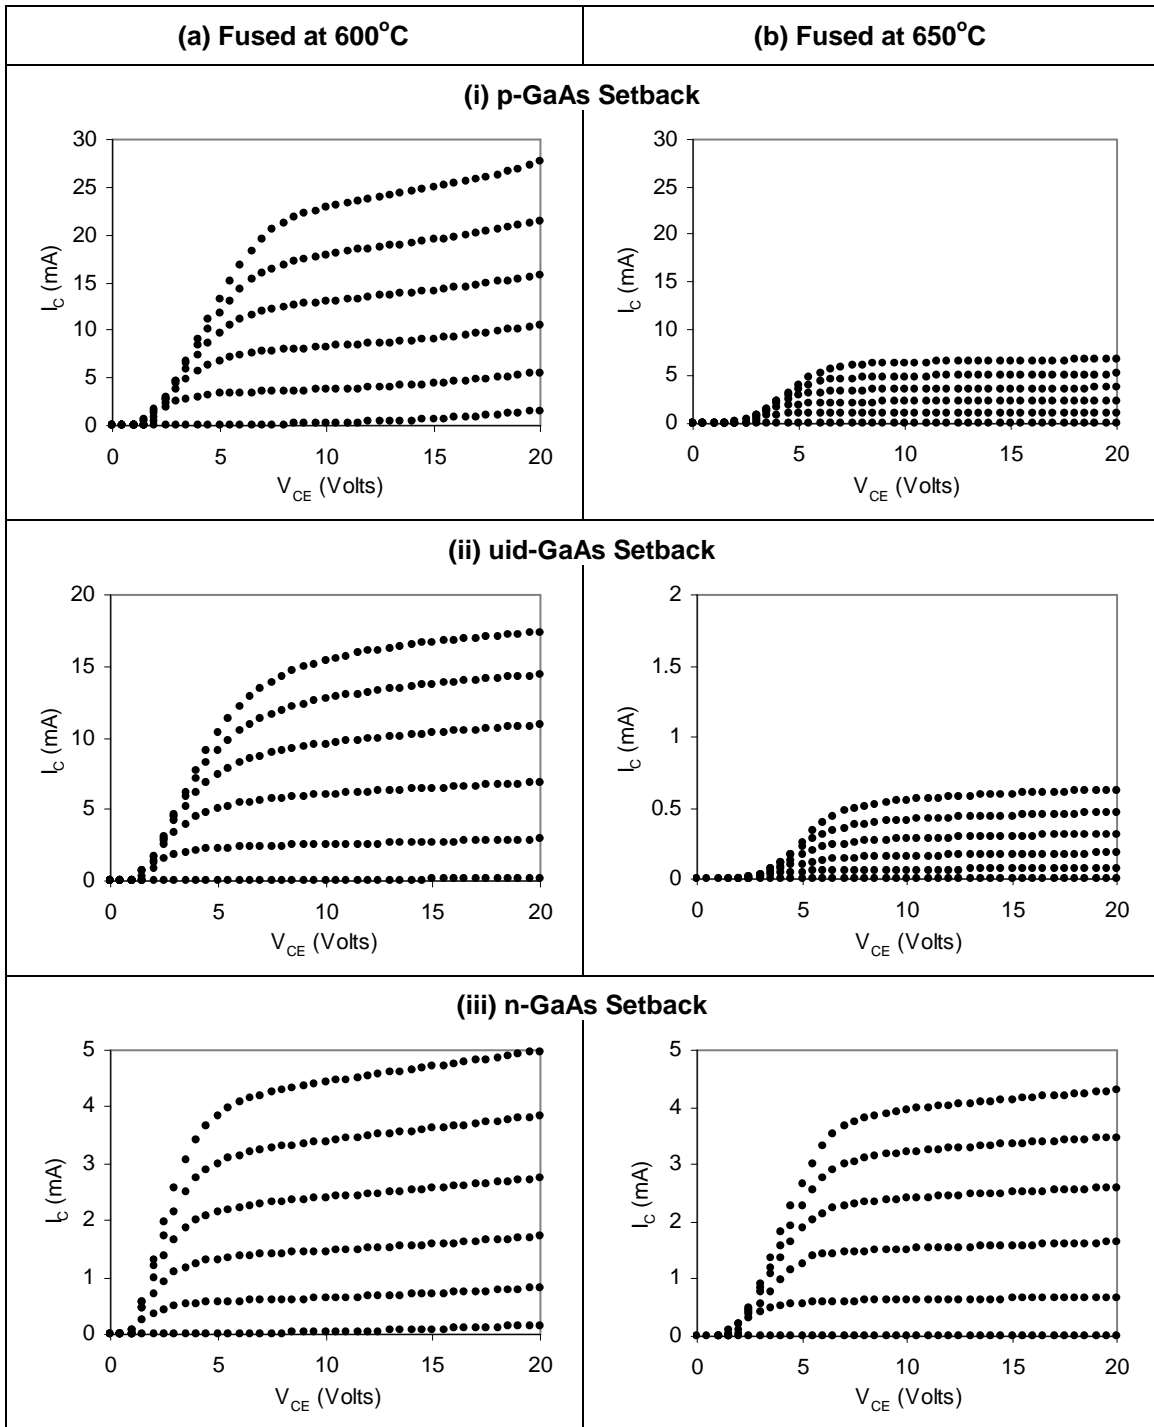 (a) Fused at 600°C
(b) Fused at 650°C
(i) p-GaAs Setback
30
25
20
15
10
5
0
I_C (mA)
0 5 10 15 20
V_CE (Volts)
30
25
20
15
10
5
0
I_C (mA)
0 5 10 15 20
V_CE (Volts)
(ii) uid-GaAs Setback
20
15
10
5
0
I_C (mA)
0 5 10 15 20
V_CE (Volts)
2
1.5
1
0.5
0
I_C (mA)
0 5 10 15 20
V_CE (Volts)
(iii) n-GaAs Setback
5
4
3
2
1
0
I_C (mA)
0 5 10 15 20
V_CE (Volts)
5
4
3
2
1
0
I_C (mA)
0 5 10 15 20
V_CE (Volts)